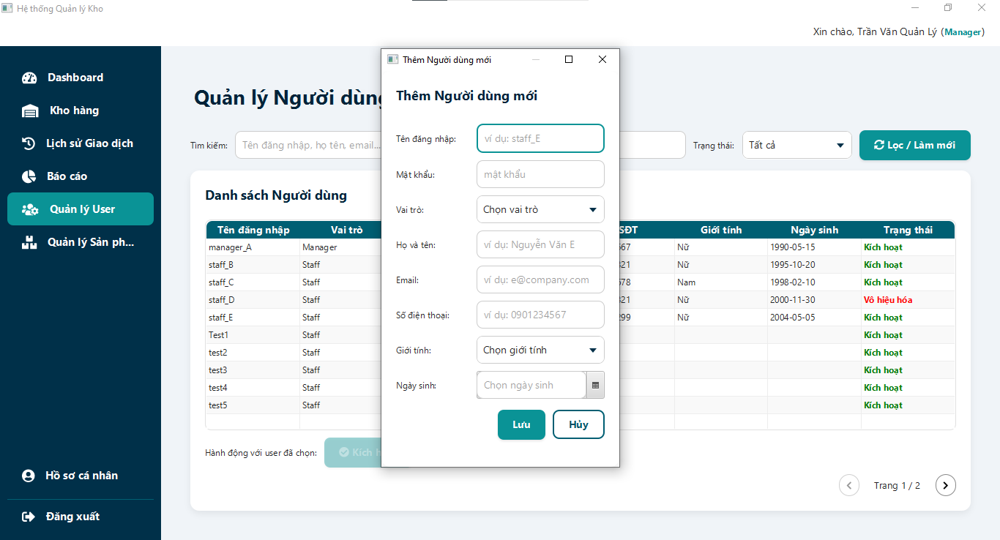 Hệ thống Quản lý Kho
Xin chào, Trần Văn Quản Lý (Manager)
Dashboard
Kho hàng
Lịch sử Giao dịch
Báo cáo
Quản lý User
Quản lý Sản ph...
Hồ sơ cá nhân
Đăng xuất
Quản lý Người dùng
Tìm kiếm: Tên đăng nhập, họ tên, email... Trạng thái: Tất cả Lọc / Làm mới
Danh sách Người dùng
Tên đăng nhập Vai trò SĐT Giới tính Ngày sinh Trạng thái
manager_A Manager 567 Nữ 1990-05-15 Kích hoạt
staff_B Staff 321 Nữ 1995-10-20 Kích hoạt
staff_C Staff 678 Nam 1998-02-10 Kích hoạt
staff_D Staff 321 Nữ 2000-11-30 Vô hiệu hóa
staff_E Staff 299 Nữ 2004-05-05 Kích hoạt
Test1 Staff Kích hoạt
test2 Staff Kích hoạt
test3 Staff Kích hoạt
test4 Staff Kích hoạt
test5 Staff Kích hoạt
Hành động với user đã chọn: Kích h
Trang 1 / 2
Thêm Người dùng mới
Thêm Người dùng mới
Tên đăng nhập: ví dụ: staff_E
Mật khẩu: mật khẩu
Vai trò: Chọn vai trò
Họ và tên: ví dụ: Nguyễn Văn E
Email: ví dụ: e@company.com
Số điện thoại: ví dụ: 0901234567
Giới tính: Chọn giới tính
Ngày sinh: Chọn ngày sinh
Lưu Hủy